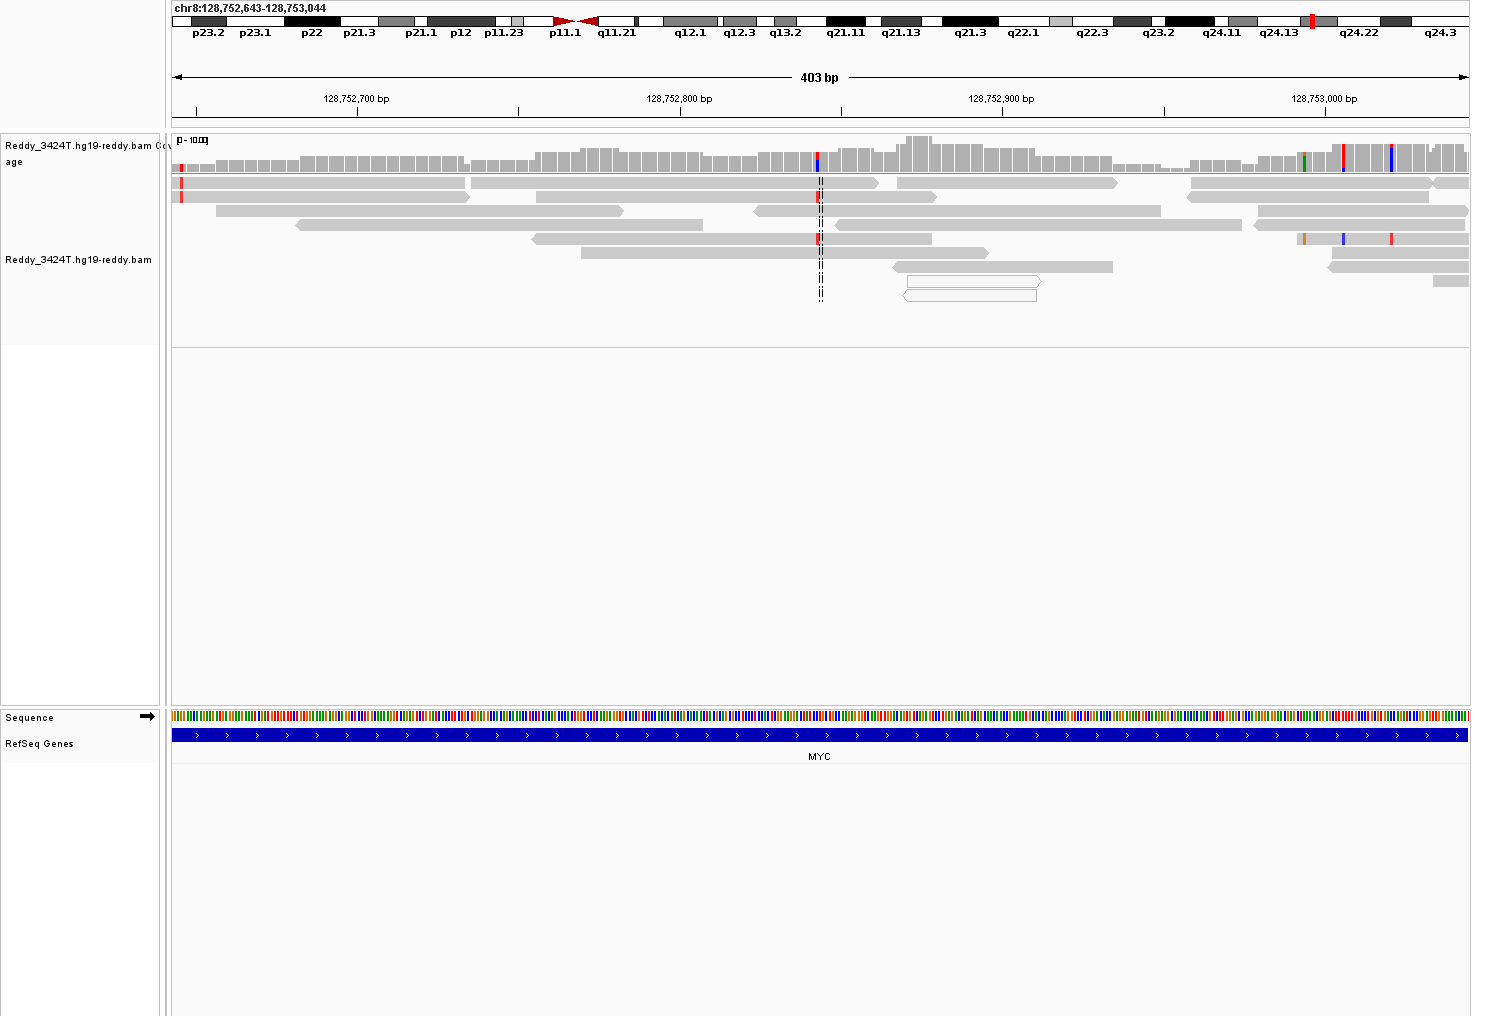 chr8:128,752,643-128,753,044
p23.2 p23.1 p22 p21.3 p21.1 p12 p11.23 p11.1 q11.21 q12.1 q12.3 q13.2 q21.11 q21.13 q21.3 q22.1 q22.3 q23.2 q24.11 q24.13 q24.22 q24.3
403 bp
128,752,700 bp 128,752,800 bp 128,752,900 bp 128,753,000 bp
[0 - 10.00]
Reddy_3424T.hg19-reddy.bam Cov
age
Reddy_3424T.hg19-reddy.bam
Sequence
RefSeq Genes
MYC